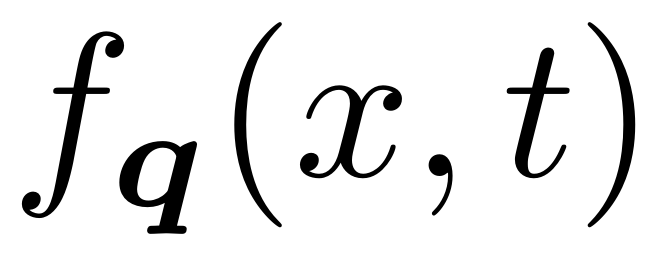 f_𝒒(x, t)